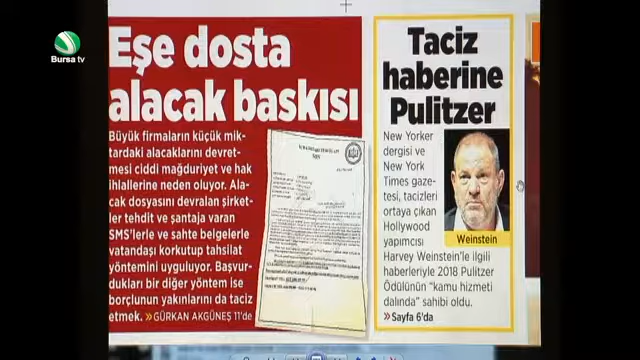 Bursa tv
Eşe dosta
alacak baskısı
Büyük firmaların küçük mik-
tardaki alacaklarını devret-
mesi ciddi mağduriyet ve hak
ihlallerine neden oluyor. Ala-
cak dosyasını devralan şirket-
ler tehdit ve şantaja varan
SMS'lerle ve sahte belgelerle
vatandaşı korkutup tahsilat
yöntemini uyguluyor. Başvur-
dukları bir diğer yöntem ise
borçlunun yakınlarını da taciz
etmek. » GÜRKAN AKGÜNEŞ 11'de
Taciz
haberine
Pulitzer
New Yorker
dergisi ve
New York
Times gaze-
tesi, tacizleri
ortaya çıkan
Hollywood
yapımcısı
Weinstein
Harvey Weinstein'le ilgili
haberleriyle 2018 Pulitzer
Ödülünün "kamu hizmeti
dalında" sahibi oldu.
» Sayfa 6'da